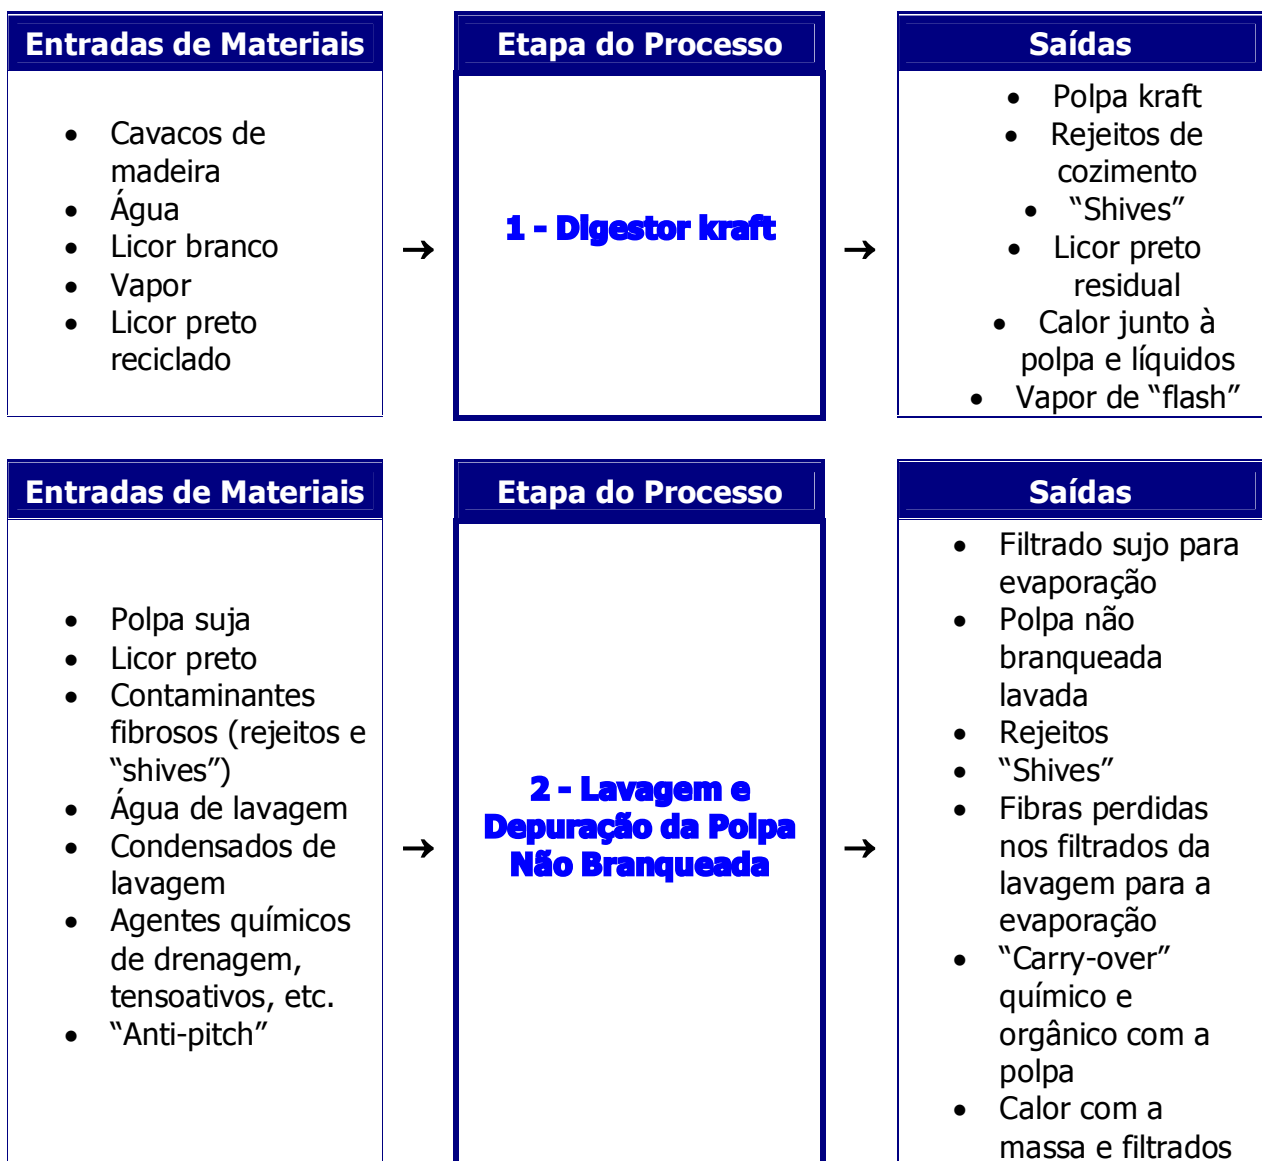 Entradas de Materiais
Etapa do Processo
Saídas
• Cavacos de
madeira
• Água
• Licor branco
• Vapor
• Licor preto
reciclado
→
1 - Digestor kraft
→
• Polpa kraft
• Rejeitos de
cozimento
• “Shives”
• Licor preto
residual
• Calor junto à
polpa e líquidos
• Vapor de “flash”
Entradas de Materiais
Etapa do Processo
Saídas
• Polpa suja
• Licor preto
• Contaminantes
fibrosos (rejeitos e
“shives”)
• Água de lavagem
• Condensados de
lavagem
• Agentes químicos
de drenagem,
tensoativos, etc.
• “Anti-pitch”
→
2 - Lavagem e
Depuração da Polpa
Não Branqueada
→
• Filtrado sujo para
evaporação
• Polpa não
branqueada
lavada
• Rejeitos
• “Shives”
• Fibras perdidas
nos filtrados da
lavagem para a
evaporação
• “Carry-over”
químico e
orgânico com a
polpa
• Calor com a
massa e filtrados